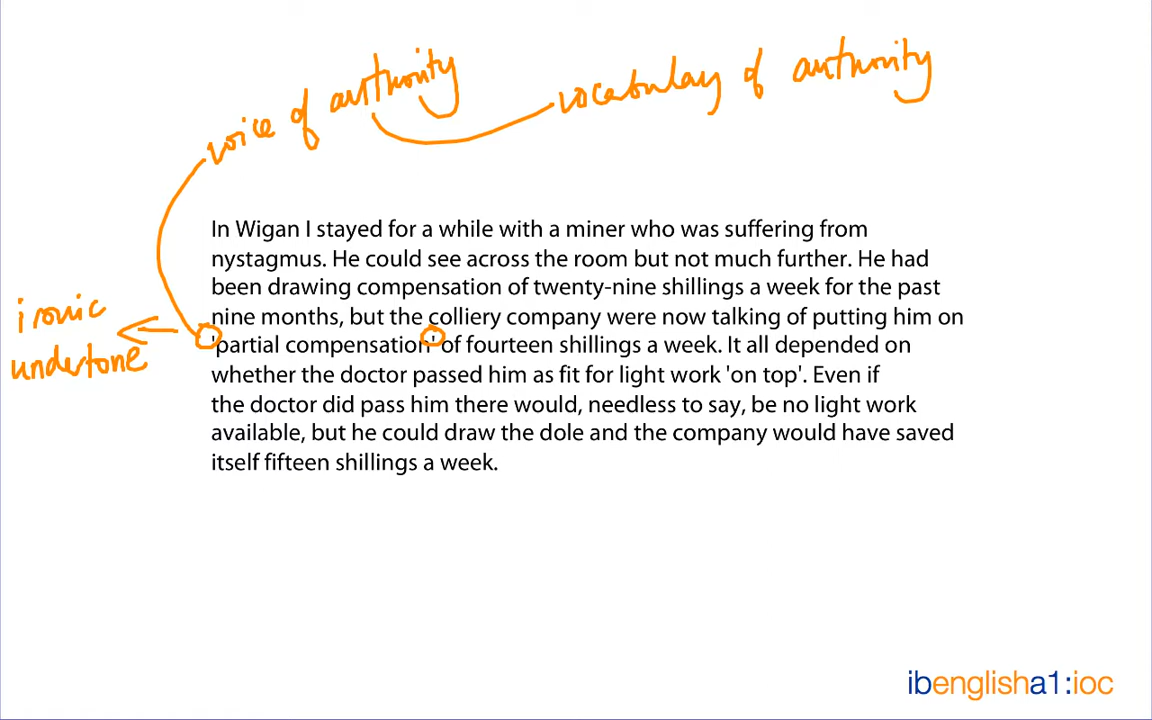 voice of authority
vocabulary of authority
In Wigan I stayed for a while with a miner who was suffering from
nystagmus. He could see across the room but not much further. He had
been drawing compensation of twenty-nine shillings a week for the past
nine months, but the colliery company were now talking of putting him on
'partial compensation' of fourteen shillings a week. It all depended on
whether the doctor passed him as fit for light work 'on top'. Even if
the doctor did pass him there would, needless to say, be no light work
available, but he could draw the dole and the company would have saved
itself fifteen shillings a week.
ironic
undertone
ibenglisha1:ioc